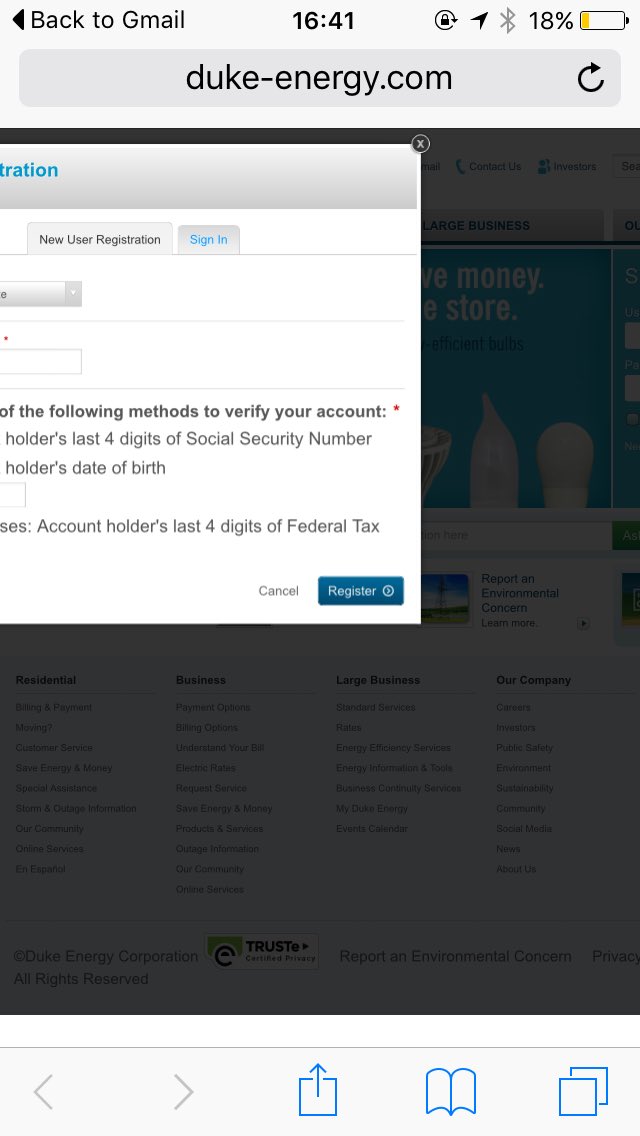 Back to Gmail 16:41 18%
duke-energy.com
tration
mail Contact Us Investors Sea
New User Registration Sign In
LARGE BUSINESS OU
te
ve money.
e store.
y-efficient bulbs
S
Us
Pa
Ne
*
of the following methods to verify your account: *
holder's last 4 digits of Social Security Number
holder's date of birth
ses: Account holder's last 4 digits of Federal Tax
tion here Ask
Cancel Register
Report an
Environmental
Concern
Learn more.
Residential
Billing & Payment
Moving?
Customer Service
Save Energy & Money
Special Assistance
Storm & Outage Information
Our Community
Online Services
En Español
Business
Payment Options
Billing Options
Understand Your Bill
Electric Rates
Request Service
Save Energy & Money
Products & Services
Outage Information
Our Community
Online Services
Large Business
Standard Services
Rates
Energy Efficiency Services
Energy Information & Tools
Business Continuity Services
My Duke Energy
Events Calendar
Our Company
Careers
Investors
Public Safety
Environment
Sustainability
Community
Social Media
News
About Us
©Duke Energy Corporation
All Rights Reserved
TRUSTe
Certified Privacy
Report an Environmental Concern
Privacy